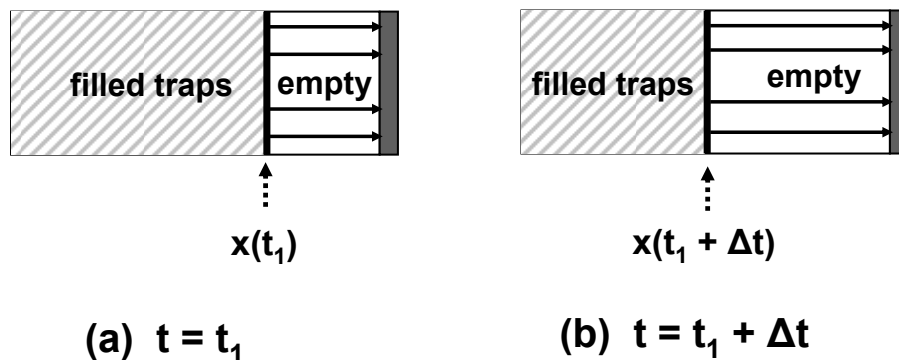 filled traps
empty
x(t₁)
(a) t = t₁
filled traps
empty
x(t₁ + Δt)
(b) t = t₁ + Δt